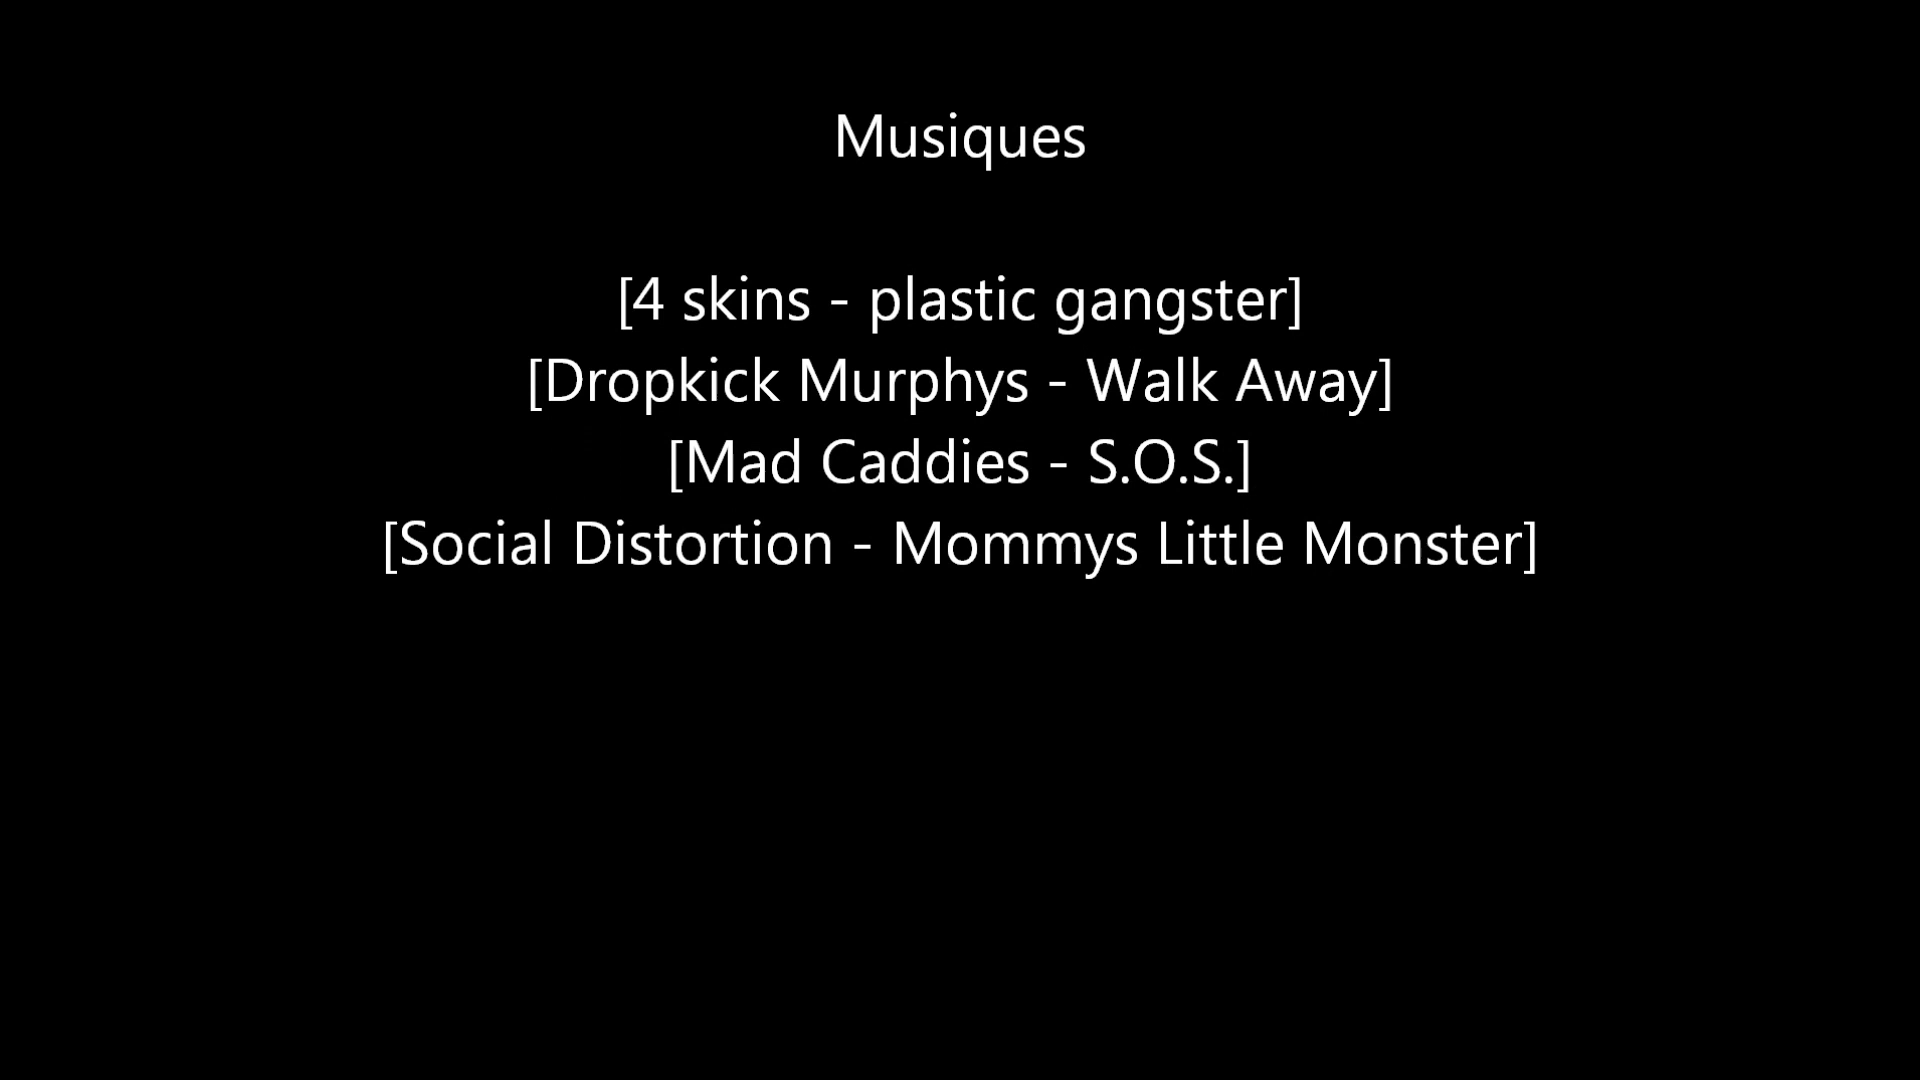 Musiques
[4 skins - plastic gangster]
[Dropkick Murphys - Walk Away]
[Mad Caddies - S.O.S.]
[Social Distortion - Mommys Little Monster]